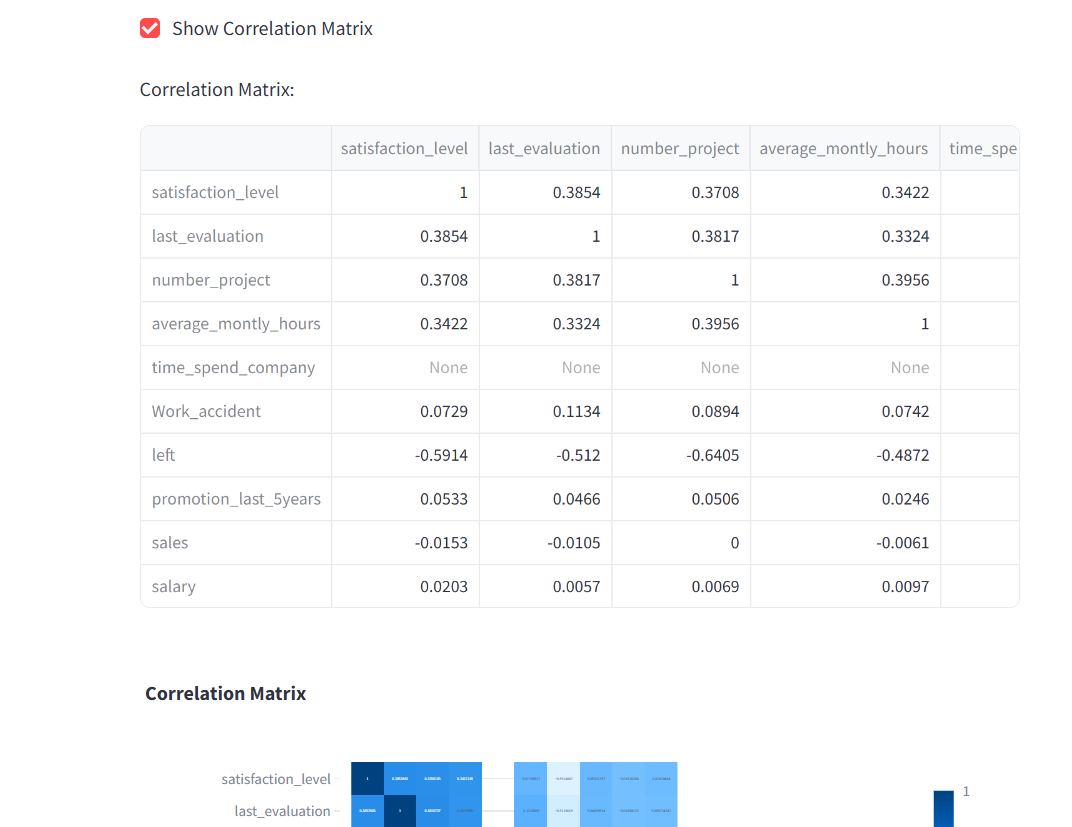 Show Correlation Matrix
Correlation Matrix:
satisfaction_level last_evaluation number_project average_montly_hours time_spe
satisfaction_level 1 0.3854 0.3708 0.3422
last_evaluation 0.3854 1 0.3817 0.3324
number_project 0.3708 0.3817 1 0.3956
average_montly_hours 0.3422 0.3324 0.3956 1
time_spend_company None None None None
Work_accident 0.0729 0.1134 0.0894 0.0742
left -0.5914 -0.512 -0.6405 -0.4872
promotion_last_5years 0.0533 0.0466 0.0506 0.0246
sales -0.0153 -0.0105 0 -0.0061
salary 0.0203 0.0057 0.0069 0.0097
Correlation Matrix
satisfaction_level 1
last_evaluation 1
1